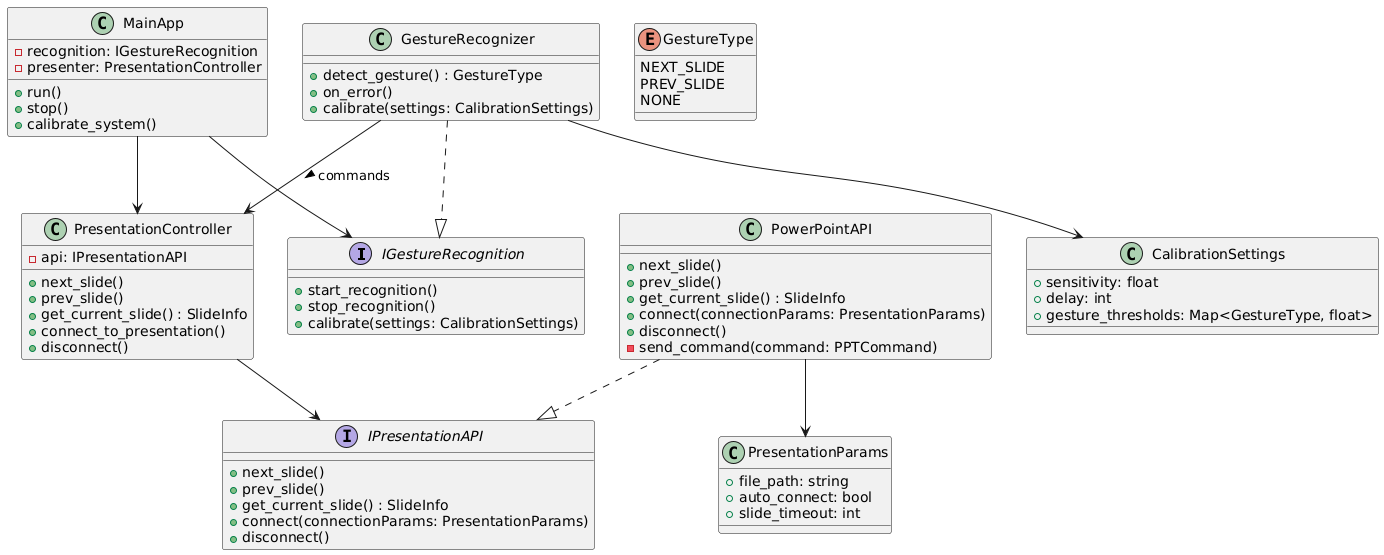 C MainApp
recognition: IGestureRecognition
presenter: PresentationController
run()
stop()
calibrate_system()
C GestureRecognizer
detect_gesture() : GestureType
on_error()
calibrate(settings: CalibrationSettings)
E GestureType
NEXT_SLIDE
PREV_SLIDE
NONE
commands
C PresentationController
api: IPresentationAPI
next_slide()
prev_slide()
get_current_slide() : SlideInfo
connect_to_presentation()
disconnect()
I IGestureRecognition
start_recognition()
stop_recognition()
calibrate(settings: CalibrationSettings)
C PowerPointAPI
next_slide()
prev_slide()
get_current_slide() : SlideInfo
connect(connectionParams: PresentationParams)
disconnect()
send_command(command: PPTCommand)
C CalibrationSettings
sensitivity: float
delay: int
gesture_thresholds: Map<GestureType, float>
I IPresentationAPI
next_slide()
prev_slide()
get_current_slide() : SlideInfo
connect(connectionParams: PresentationParams)
disconnect()
C PresentationParams
file_path: string
auto_connect: bool
slide_timeout: int